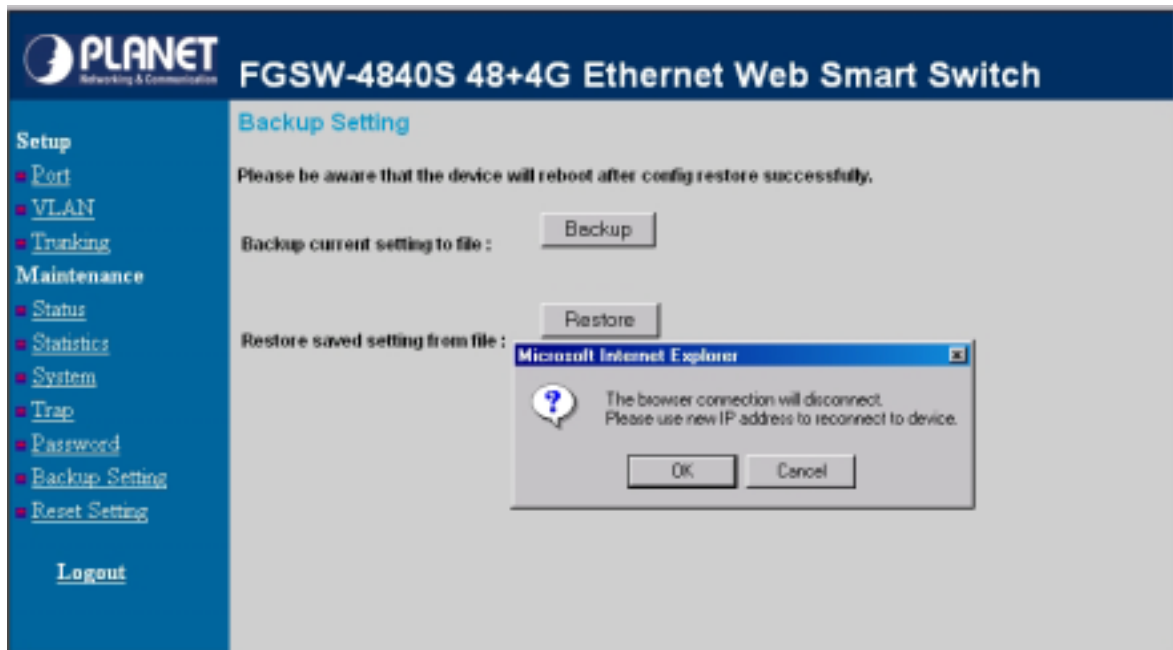 PLANET
Networking & Communication
FGSW-4840S 48+4G Ethernet Web Smart Switch
Setup
Port
VLAN
Trunking
Maintenance
Status
Statistics
System
Trap
Password
Backup Setting
Reset Setting
Logout
Backup Setting
Please be aware that the device will reboot after config restore successfully.
Backup current setting to file :
Backup
Restore saved setting from file :
Restore
Microsoft Internet Explorer
The browser connection will disconnect.
Please use new IP address to reconnect to device.
OK
Cancel